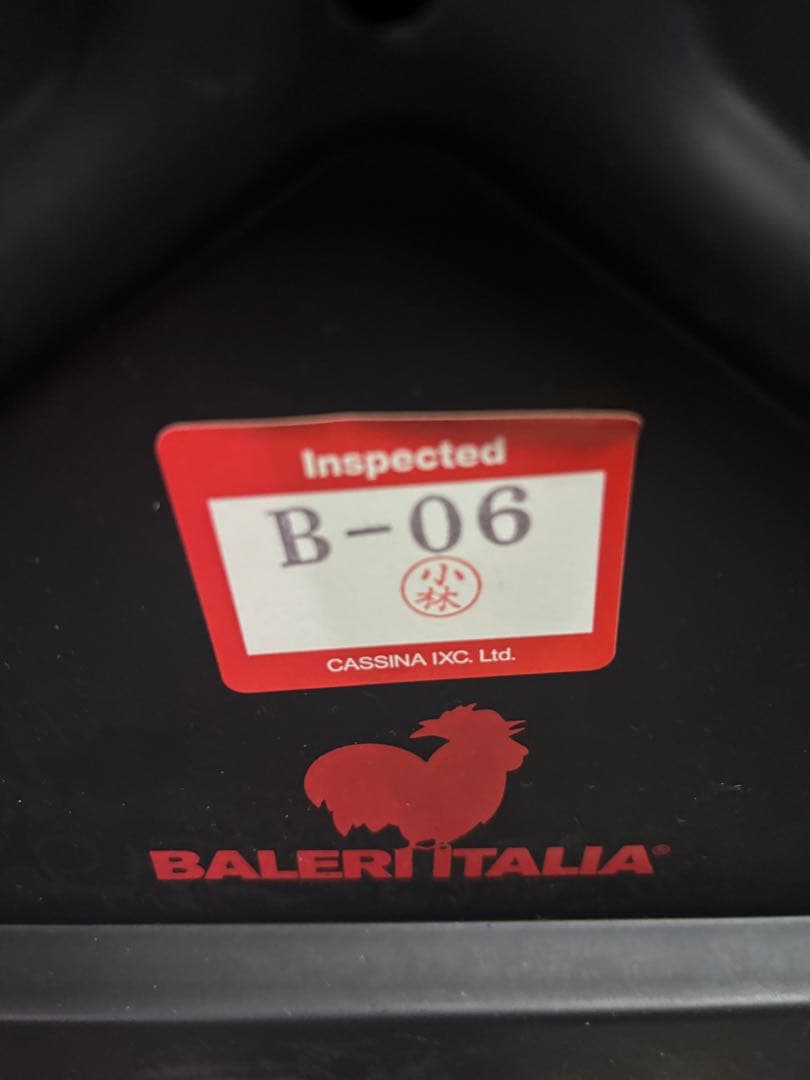 Inspected
B-06
小
林
CASSINA IXC. Ltd.
BALERI ITALIA®